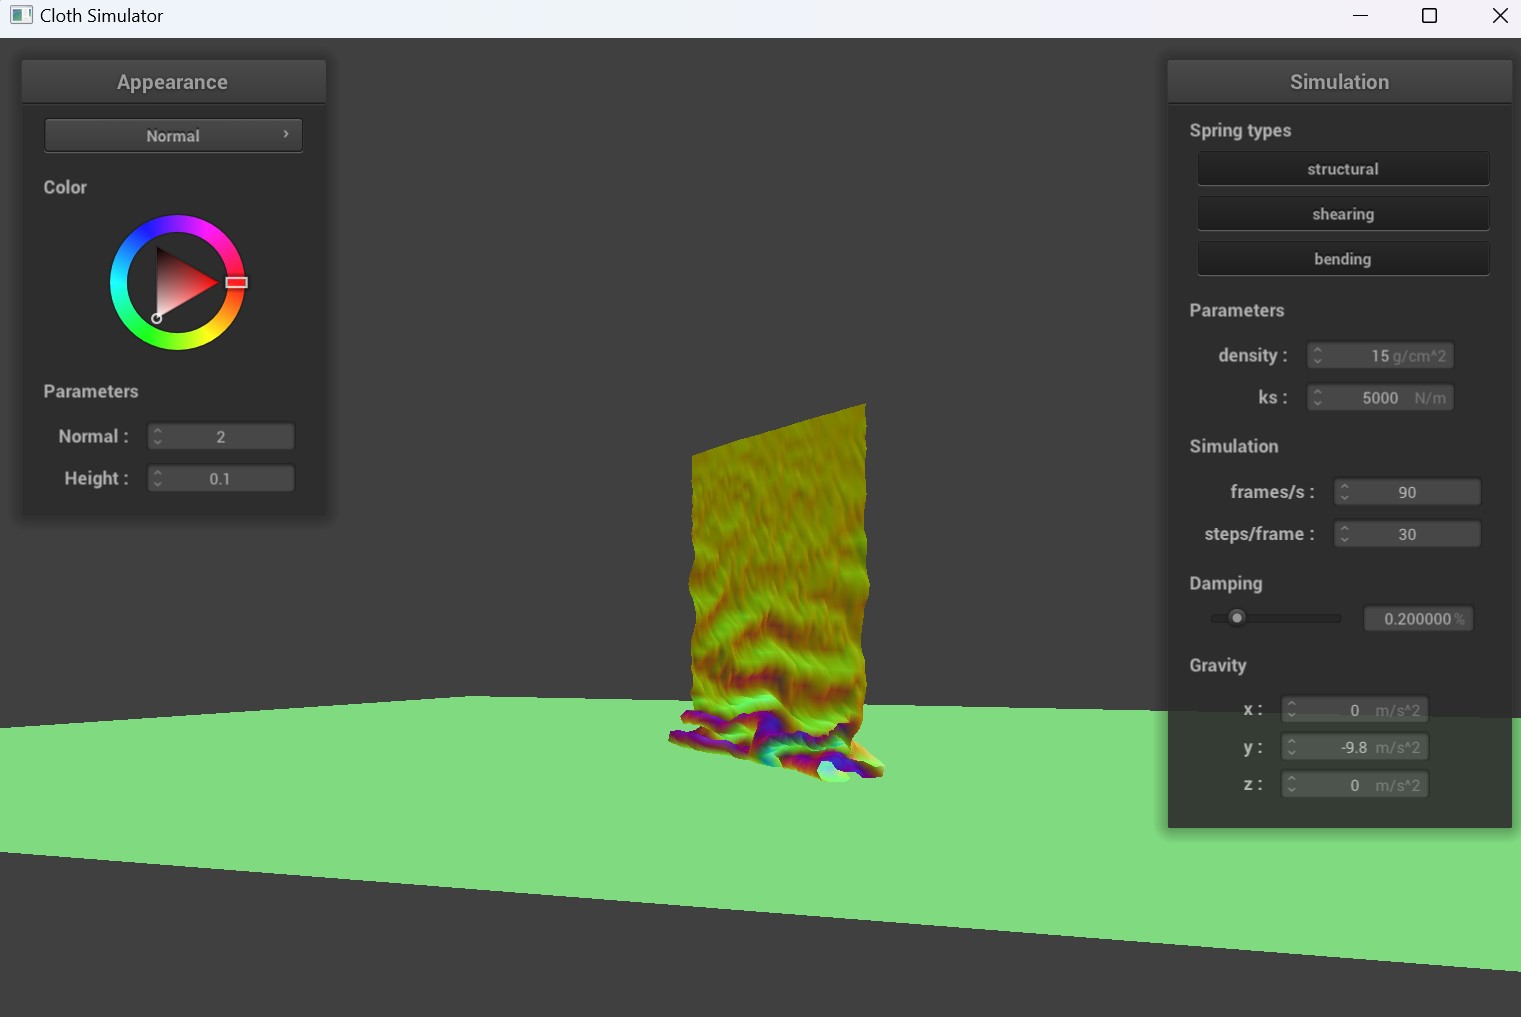 Cloth Simulator
Appearance
Normal
Color
Parameters
Normal : 2
Height : 0.1
Simulation
Spring types
structural
shearing
bending
Parameters
density : 15 g/cm^2
ks : 5000 N/m
Simulation
frames/s : 90
steps/frame : 30
Damping
0.200000 %
Gravity
x : 0 m/s^2
y : -9.8 m/s^2
z : 0 m/s^2